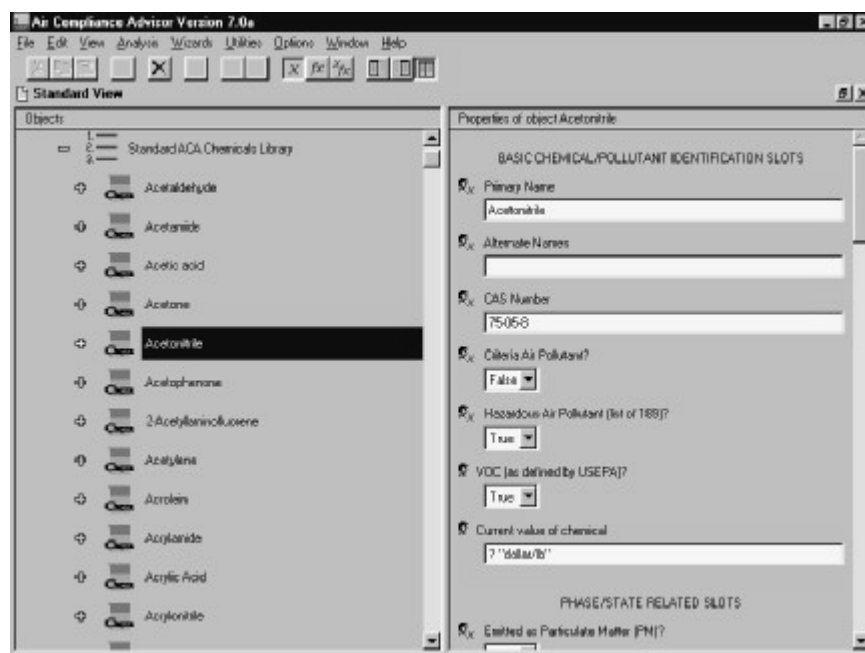 Air Compliance Advisor Version 7.0a
File Edit View Analysis Wizards Utilities Options Window Help
X fx
Standard View
Objects
1.
2.
3.
Standard ACA Chemicals Library
Acetaldehyde
Acetamide
Acetic acid
Acetone
Acetonitrile
Acetophenone
2-Acetylaminofluorene
Acetylene
Acrolein
Acrylamide
Acrylic Acid
Acrylonitrile
Properties of object Acetonitrile
BASIC CHEMICAL/POLLUTANT IDENTIFICATION SLOTS
Primary Name
Acetonitrile
Alternate Names
CAS Number
75-05-8
Criteria Air Pollutant?
False
Hazardous Air Pollutant (list of 189)?
True
VOC (as defined by USEPA)?
True
Current value of chemical
? "dollar/lb"
PHASE/STATE RELATED SLOTS
Emitted as Particulate Matter (PM)?